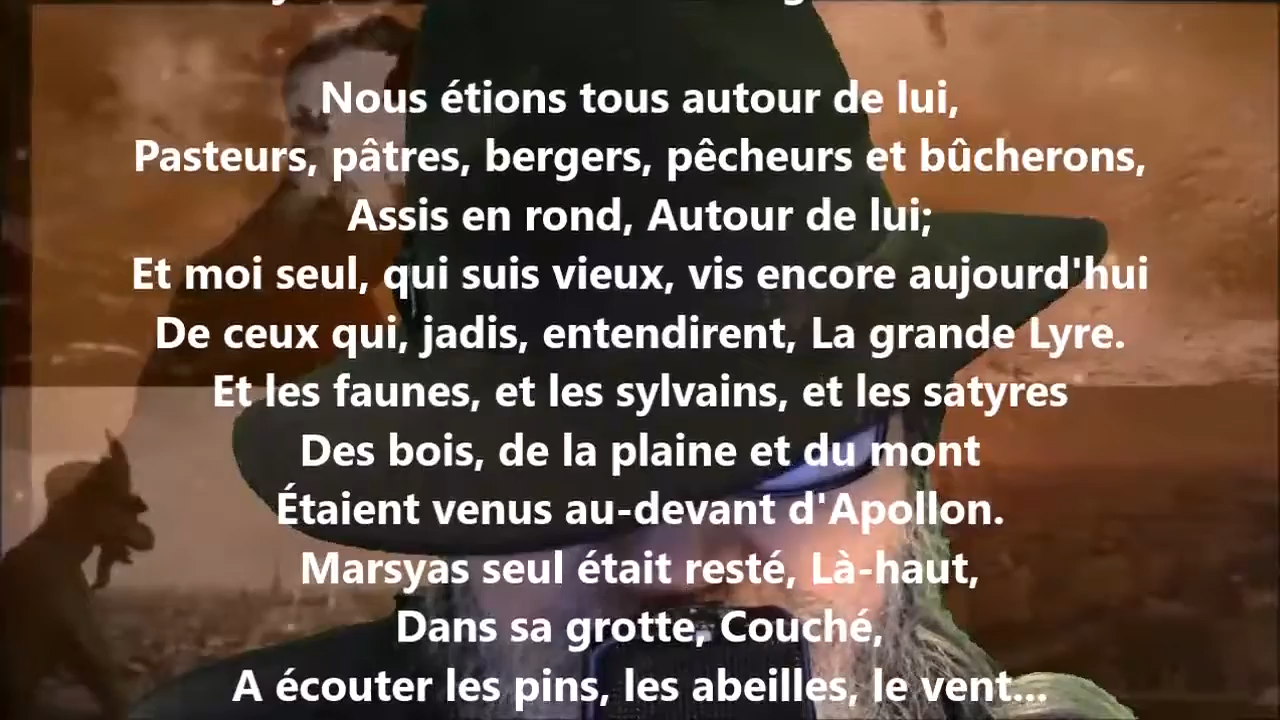 Nous étions tous autour de lui,
Pasteurs, pâtres, bergers, pêcheurs et bûcherons,
Assis en rond, Autour de lui;
Et moi seul, qui suis vieux, vis encore aujourd'hui
De ceux qui, jadis, entendirent, La grande Lyre.
Et les faunes, et les sylvains, et les satyres
Des bois, de la plaine et du mont
Étaient venus au-devant d'Apollon.
Marsyas seul était resté, Là-haut,
Dans sa grotte, Couché,
A écouter les pins, les abeilles, le vent...